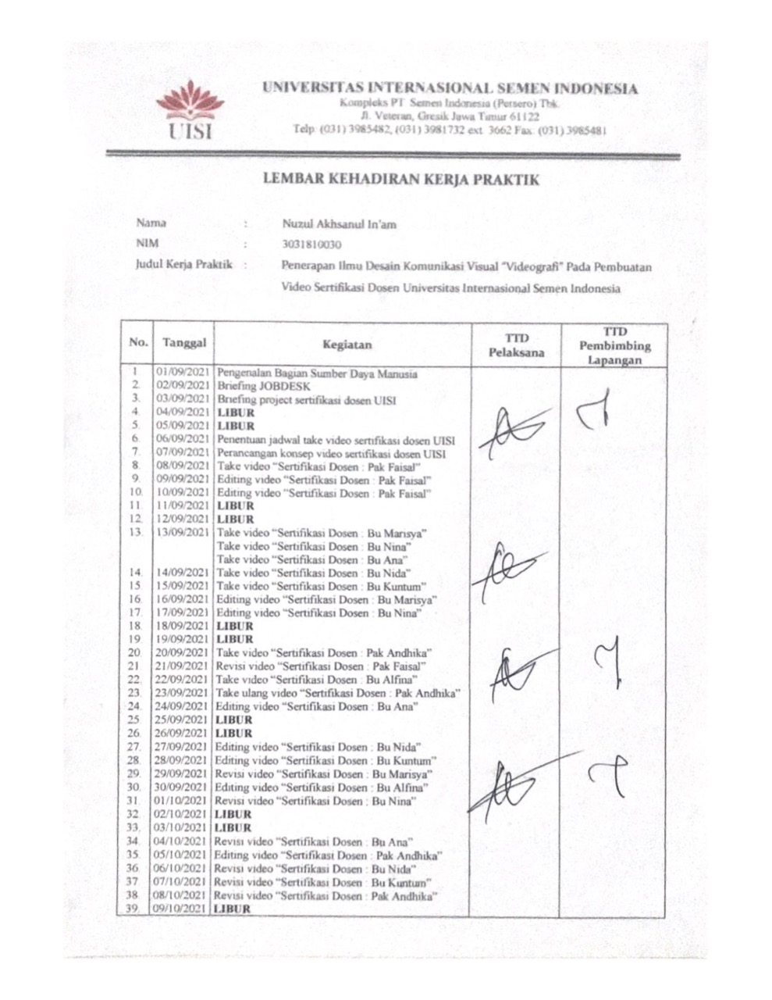 UISI
UNIVERSITAS INTERNASIONAL SEMEN INDONESIA
Kompleks PT. Semen Indonesia (Persero) Tbk.
Jl. Veteran, Gresik Jawa Timur 61122
Telp: (031) 3985482, (031) 3981732 ext. 3662 Fax: (031) 3985481
LEMBAR KEHADIRAN KERJA PRAKTIK
Nama : Nuzul Akhsanul In'am
NIM : 3031810030
Judul Kerja Praktik : Penerapan Ilmu Desain Komunikasi Visual "Videografi" Pada Pembuatan
Video Sertifikasi Dosen Universitas Internasional Semen Indonesia
No. Tanggal Kegiatan TTD Pelaksana TTD Pembimbing Lapangan
1. 01/09/2021 Pengenalan Bagian Sumber Daya Manusia
2. 02/09/2021 Briefing JOBDESK
3. 03/09/2021 Briefing project sertifikasi dosen UISI
4. 04/09/2021 LIBUR
5. 05/09/2021 LIBUR
6. 06/09/2021 Penentuan jadwal take video sertifikasi dosen UISI
7. 07/09/2021 Perancangan konsep video sertifikasi dosen UISI
8. 08/09/2021 Take video "Sertifikasi Dosen : Pak Faisal"
9. 09/09/2021 Editing video "Sertifikasi Dosen : Pak Faisal"
10. 10/09/2021 Editing video "Sertifikasi Dosen : Pak Faisal"
11. 11/09/2021 LIBUR
12. 12/09/2021 LIBUR
13. 13/09/2021 Take video "Sertifikasi Dosen : Bu Marisya"
Take video "Sertifikasi Dosen : Bu Nina"
Take video "Sertifikasi Dosen : Bu Ana"
14. 14/09/2021 Take video "Sertifikasi Dosen : Bu Nida"
15. 15/09/2021 Take video "Sertifikasi Dosen : Bu Kuntum"
16. 16/09/2021 Editing video "Sertifikasi Dosen : Bu Marisya"
17. 17/09/2021 Editing video "Sertifikasi Dosen : Bu Nina"
18. 18/09/2021 LIBUR
19. 19/09/2021 LIBUR
20. 20/09/2021 Take video "Sertifikasi Dosen : Pak Andhika"
21. 21/09/2021 Revisi video "Sertifikasi Dosen : Pak Faisal"
22. 22/09/2021 Take video "Sertifikasi Dosen : Bu Alfina"
23. 23/09/2021 Take ulang video "Sertifikasi Dosen : Pak Andhika"
24. 24/09/2021 Editing video "Sertifikasi Dosen : Bu Ana"
25. 25/09/2021 LIBUR
26. 26/09/2021 LIBUR
27. 27/09/2021 Editing video "Sertifikasi Dosen : Bu Nida"
28. 28/09/2021 Editing video "Sertifikasi Dosen : Bu Kuntum"
29. 29/09/2021 Revisi video "Sertifikasi Dosen : Bu Marisya"
30. 30/09/2021 Editing video "Sertifikasi Dosen : Bu Alfina"
31. 01/10/2021 Revisi video "Sertifikasi Dosen : Bu Nina"
32. 02/10/2021 LIBUR
33. 03/10/2021 LIBUR
34. 04/10/2021 Revisi video "Sertifikasi Dosen : Bu Ana"
35. 05/10/2021 Editing video "Sertifikasi Dosen : Pak Andhika"
36. 06/10/2021 Revisi video "Sertifikasi Dosen : Bu Nida"
37. 07/10/2021 Revisi video "Sertifikasi Dosen : Bu Kuntum"
38. 08/10/2021 Revisi video "Sertifikasi Dosen : Pak Andhika"
39. 09/10/2021 LIBUR